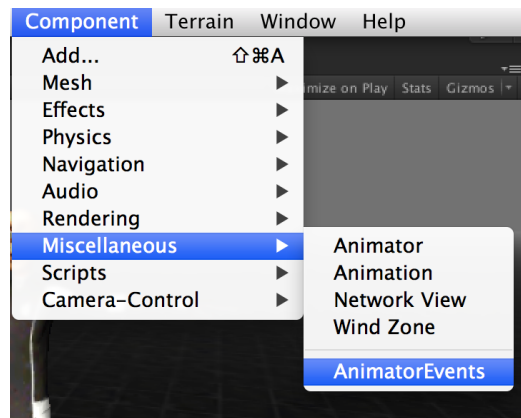 Component Terrain Window Help
Add... ⇧⌘A
Mesh
Effects
Physics
Navigation
Audio
Rendering
Miscellaneous
Scripts
Camera-Control
on Play Stats Gizmos
Animator
Animation
Network View
Wind Zone
AnimatorEvents